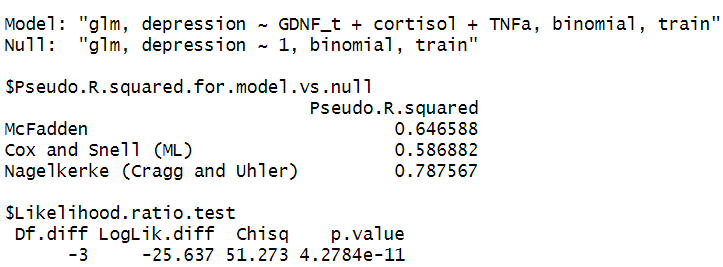 Model: "glm, depression ~ GDNF_t + cortisol + TNFa, binomial, train"
Null: "glm, depression ~ 1, binomial, train"
$Pseudo.R.squared.for.model.vs.null
Pseudo.R.squared
McFadden 0.646588
Cox and Snell (ML) 0.586882
Nagelkerke (Cragg and Uhler) 0.787567
$Likelihood.ratio.test
Df.diff LogLik.diff Chisq p.value
-3 -25.637 51.273 4.2784e-11